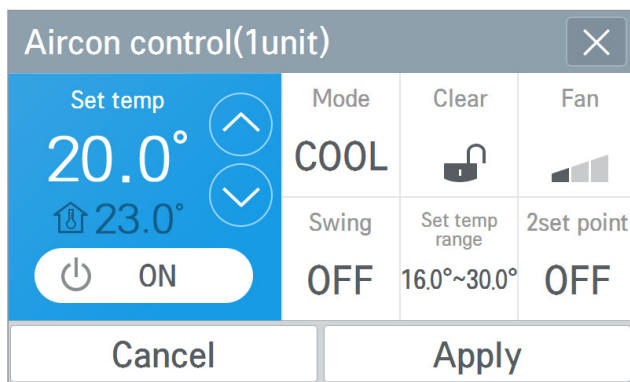 Aircon control(1unit)
Set temp
20.0°
23.0°
ON
Mode
COOL
Clear
Fan
Swing
OFF
Set temp
range
16.0°~30.0°
2set point
OFF
Cancel
Apply